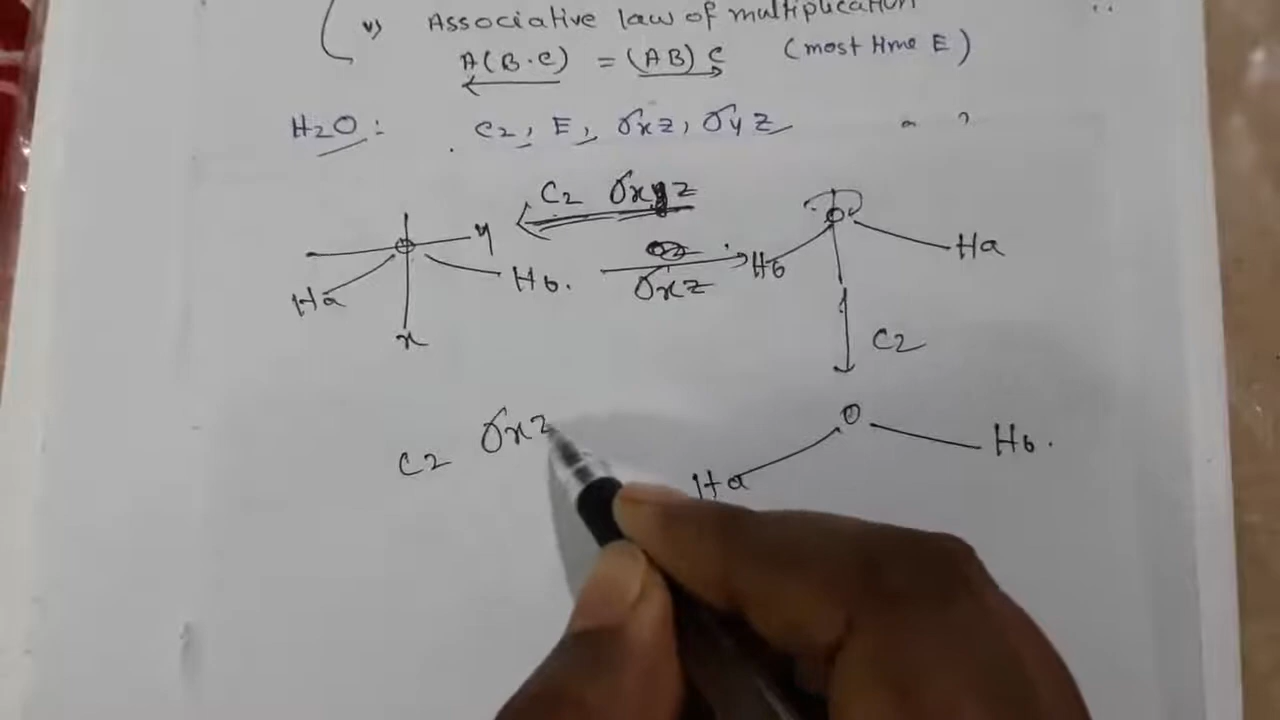 v) Associative law of multiplication
A(B·C) = (AB) C (most time E)
H2O: C2, E, σxz, σyz
C2 σxyz
y
Ha
Hb.
x
σxz
Hb
Ha
C2
C2 σxz
O
Ha
Hb.